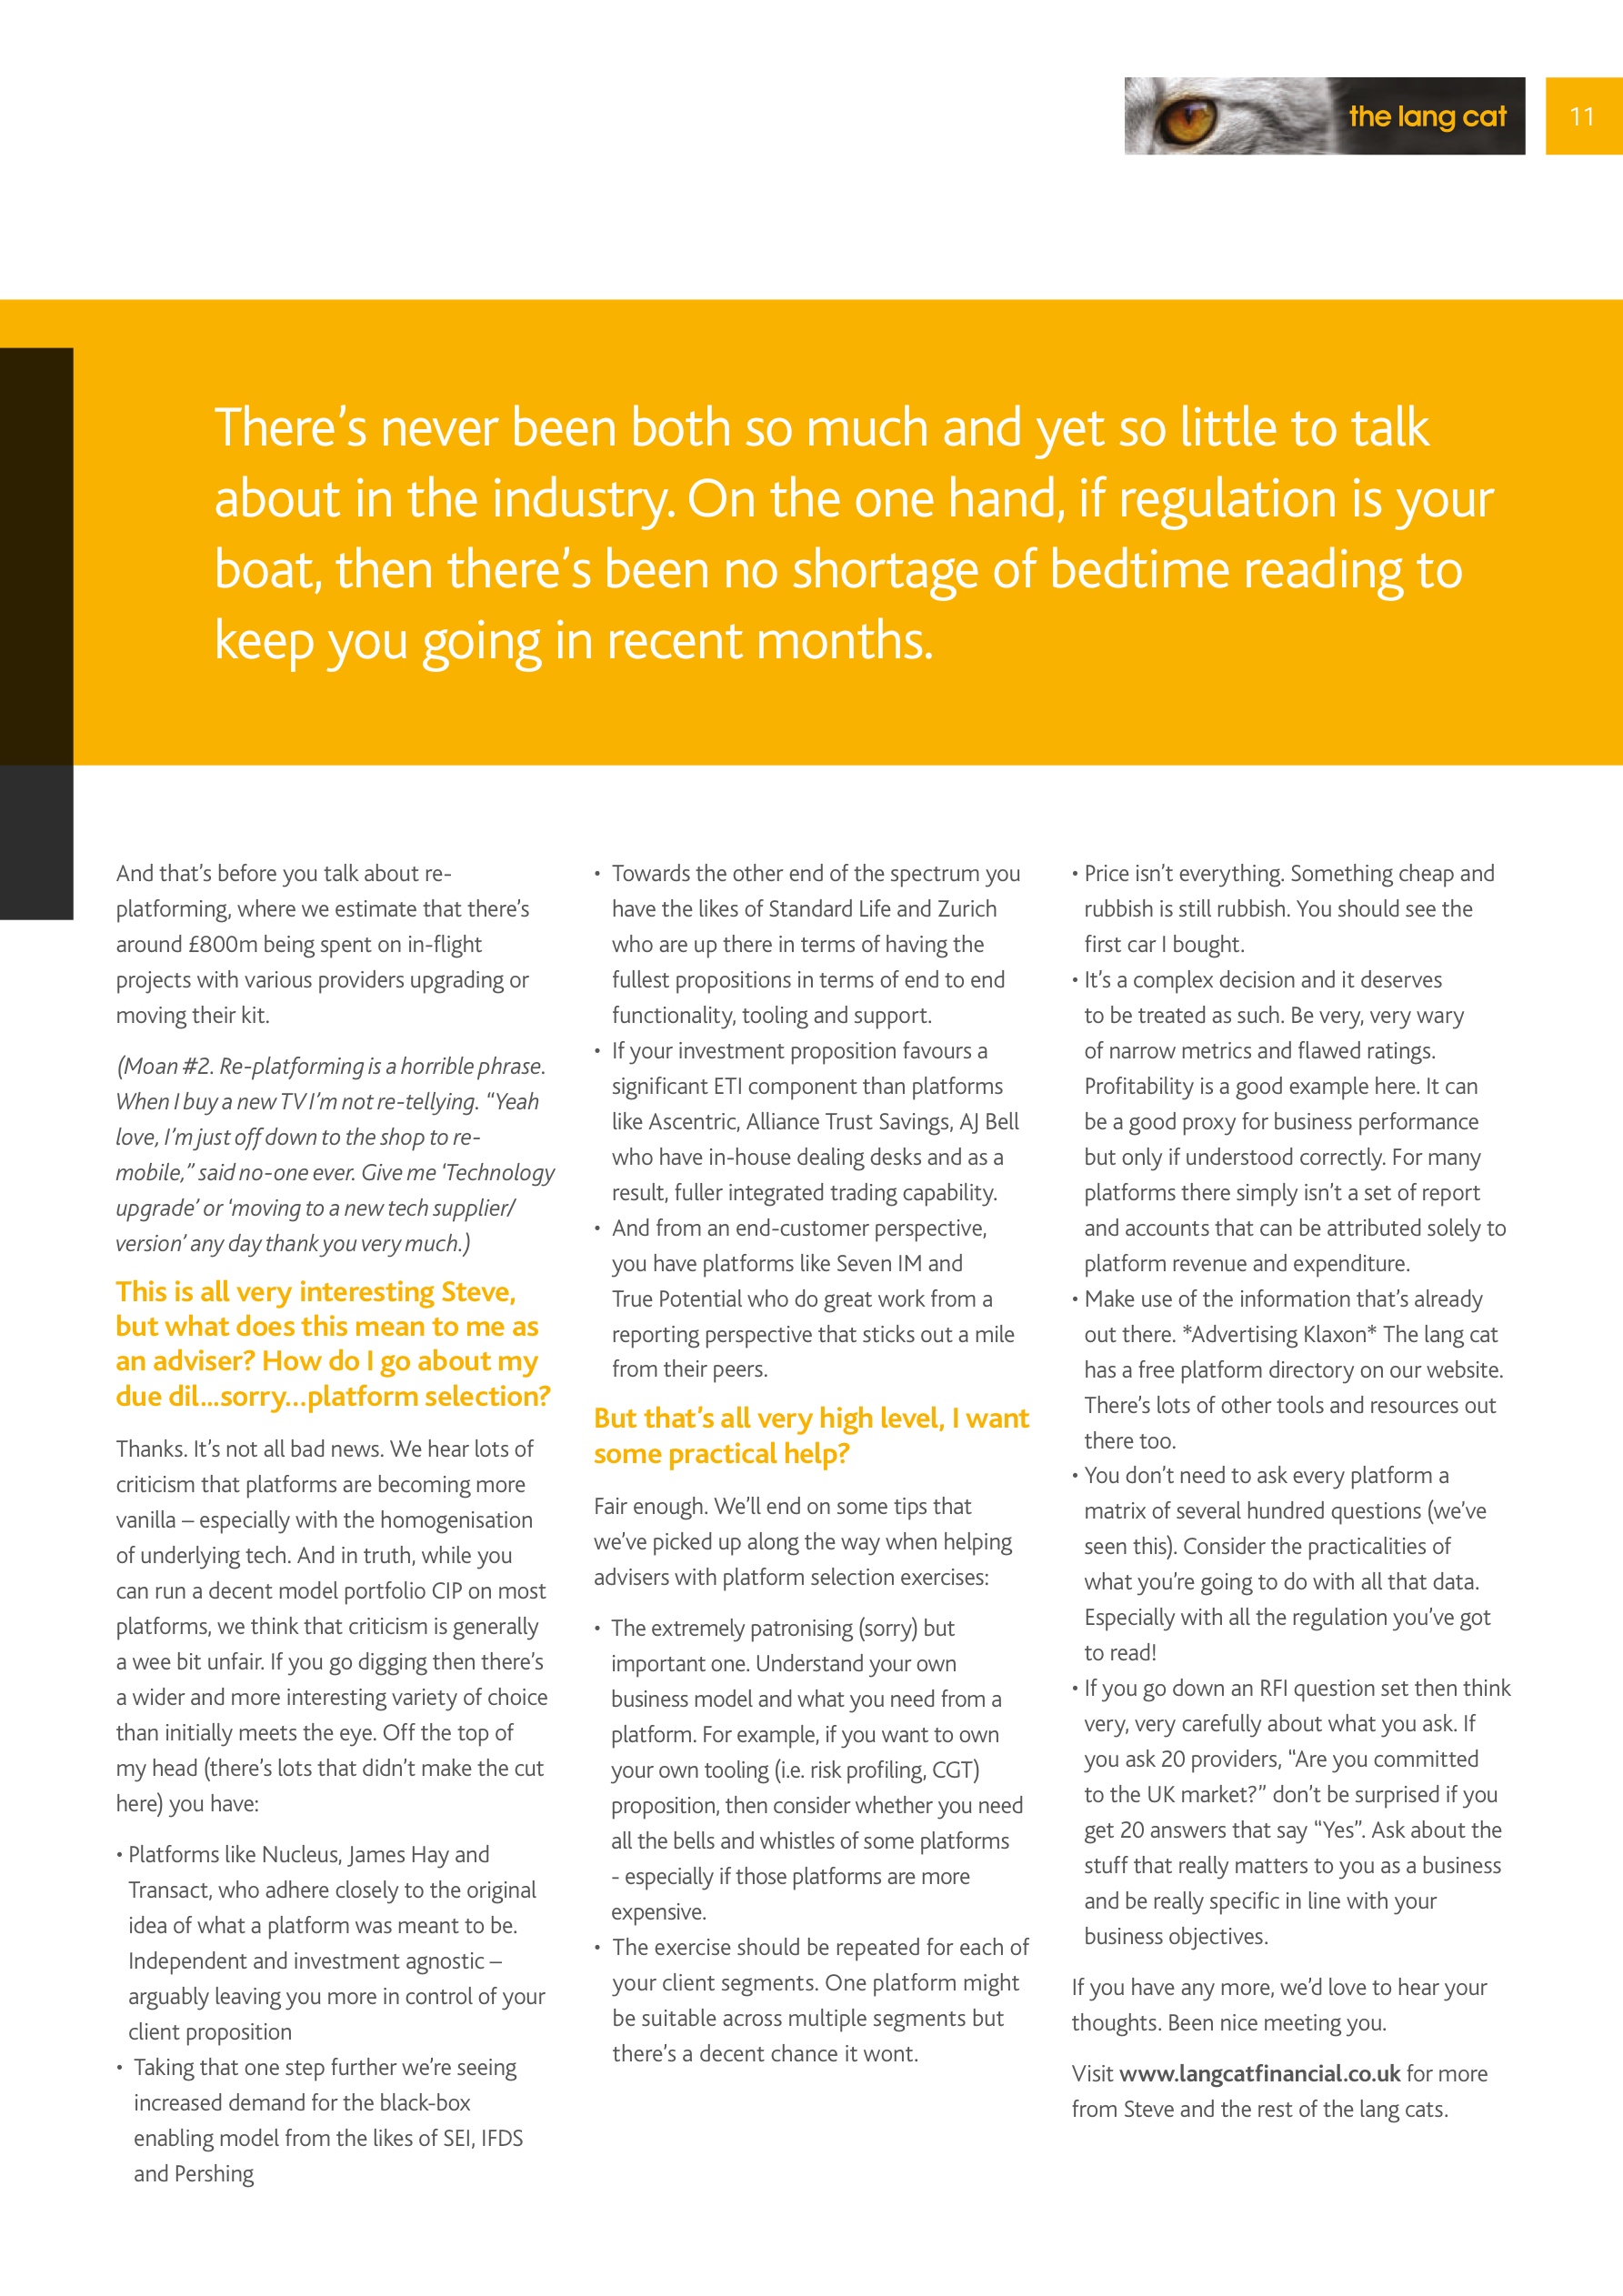 the lang cat
11
There’s never been both so much and yet so little to talk
about in the industry. On the one hand, if regulation is your
boat, then there’s been no shortage of bedtime reading to
keep you going in recent months.
And that’s before you talk about re-
platforming, where we estimate that there’s
around £800m being spent on in-flight
projects with various providers upgrading or
moving their kit.
(Moan #2. Re-platforming is a horrible phrase.
When I buy a new TV I’m not re-tellying. “Yeah
love, I’m just off down to the shop to re-
mobile,” said no-one ever. Give me ‘Technology
upgrade’ or ‘moving to a new tech supplier/
version’ any day thank you very much.)
This is all very interesting Steve,
but what does this mean to me as
an adviser? How do I go about my
due dil...sorry...platform selection?
Thanks. It’s not all bad news. We hear lots of
criticism that platforms are becoming more
vanilla – especially with the homogenisation
of underlying tech. And in truth, while you
can run a decent model portfolio CIP on most
platforms, we think that criticism is generally
a wee bit unfair. If you go digging then there’s
a wider and more interesting variety of choice
than initially meets the eye. Off the top of
my head (there’s lots that didn’t make the cut
here) you have:
• Platforms like Nucleus, James Hay and
Transact, who adhere closely to the original
idea of what a platform was meant to be.
Independent and investment agnostic –
arguably leaving you more in control of your
client proposition
• Taking that one step further we’re seeing
increased demand for the black-box
enabling model from the likes of SEI, IFDS
and Pershing
• Towards the other end of the spectrum you
have the likes of Standard Life and Zurich
who are up there in terms of having the
fullest propositions in terms of end to end
functionality, tooling and support.
• If your investment proposition favours a
significant ETI component than platforms
like Ascentric, Alliance Trust Savings, AJ Bell
who have in-house dealing desks and as a
result, fuller integrated trading capability.
• And from an end-customer perspective,
you have platforms like Seven IM and
True Potential who do great work from a
reporting perspective that sticks out a mile
from their peers.
But that’s all very high level, I want
some practical help?
Fair enough. We’ll end on some tips that
we’ve picked up along the way when helping
advisers with platform selection exercises:
• The extremely patronising (sorry) but
important one. Understand your own
business model and what you need from a
platform. For example, if you want to own
your own tooling (i.e. risk profiling, CGT)
proposition, then consider whether you need
all the bells and whistles of some platforms
- especially if those platforms are more
expensive.
• The exercise should be repeated for each of
your client segments. One platform might
be suitable across multiple segments but
there’s a decent chance it wont.
• Price isn’t everything. Something cheap and
rubbish is still rubbish. You should see the
first car I bought.
• It’s a complex decision and it deserves
to be treated as such. Be very, very wary
of narrow metrics and flawed ratings.
Profitability is a good example here. It can
be a good proxy for business performance
but only if understood correctly. For many
platforms there simply isn’t a set of report
and accounts that can be attributed solely to
platform revenue and expenditure.
• Make use of the information that’s already
out there. *Advertising Klaxon* The lang cat
has a free platform directory on our website.
There’s lots of other tools and resources out
there too.
• You don’t need to ask every platform a
matrix of several hundred questions (we’ve
seen this). Consider the practicalities of
what you’re going to do with all that data.
Especially with all the regulation you’ve got
to read!
• If you go down an RFI question set then think
very, very carefully about what you ask. If
you ask 20 providers, “Are you committed
to the UK market?” don’t be surprised if you
get 20 answers that say “Yes”. Ask about the
stuff that really matters to you as a business
and be really specific in line with your
business objectives.
If you have any more, we’d love to hear your
thoughts. Been nice meeting you.
Visit www.langcatfinancial.co.uk for more
from Steve and the rest of the lang cats.